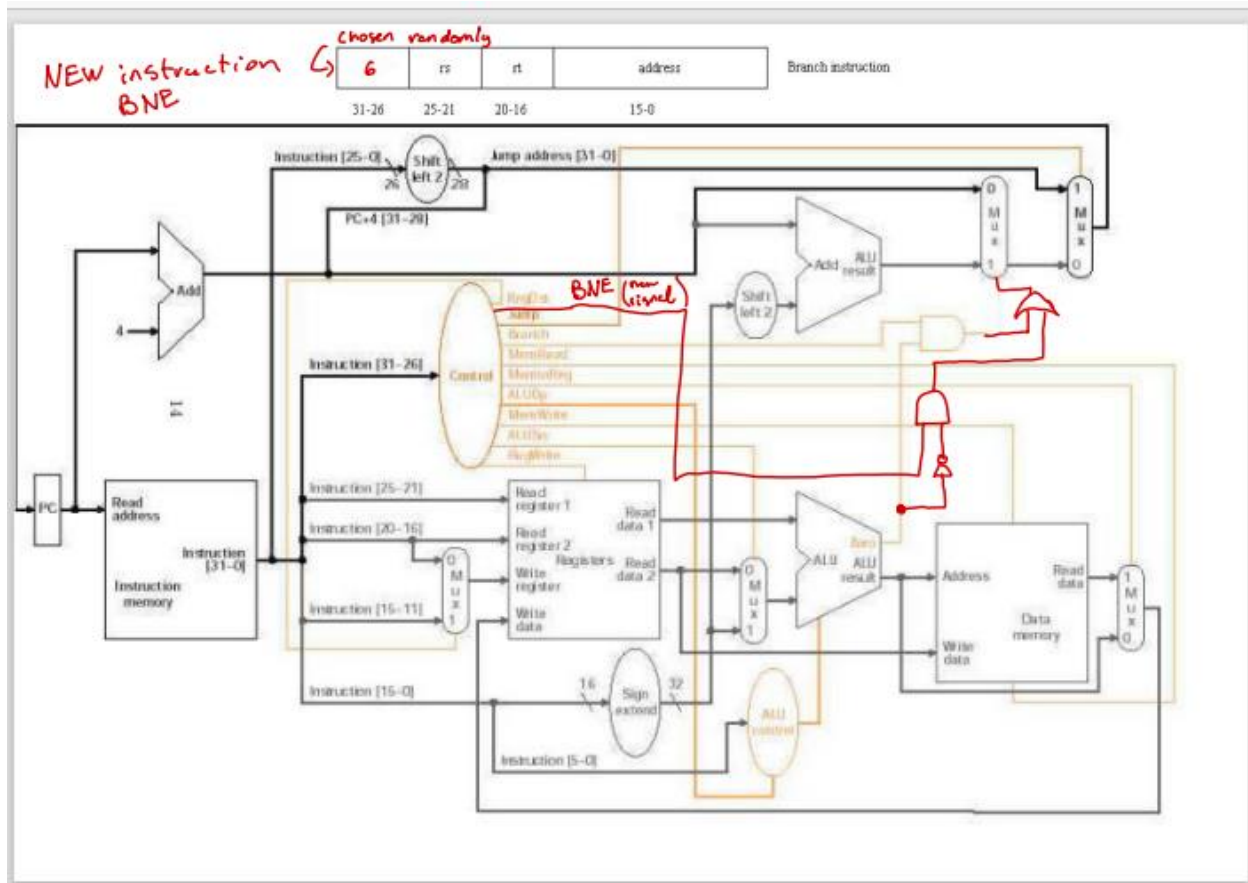 chosen randomly
NEW instruction
BNE
6 rs rt address
Branch instruction
31-26 25-21 20-16 15-0
Instruction [25–0]
Shift
left 2
26
28
Jump address [31–0]
PC+4 [31–28]
Add
4
Add
ALU
result
0
M
u
x
1
1
M
u
x
0
BNE (new
signal)
Shift
left 2
RegDst
Jump
Branch
MemRead
MemtoReg
ALUOp
MemWrite
ALUSrc
RegWrite
Instruction [31–26]
Control
14
PC
Read
address
Instruction
[31–0]
Instruction
memory
Instruction [25–21]
Instruction [20–16]
Instruction [15–11]
0
M
u
x
1
Read
register 1
Read
register 2
Write
register
Write
data
Registers
Read
data 1
Read
data 2
0
M
u
x
1
Zero
ALU
ALU
result
Address
Write
data
Read
data
Data
memory
1
M
u
x
0
Instruction [15–0]
16
Sign
extend
32
ALU
control
Instruction [5–0]